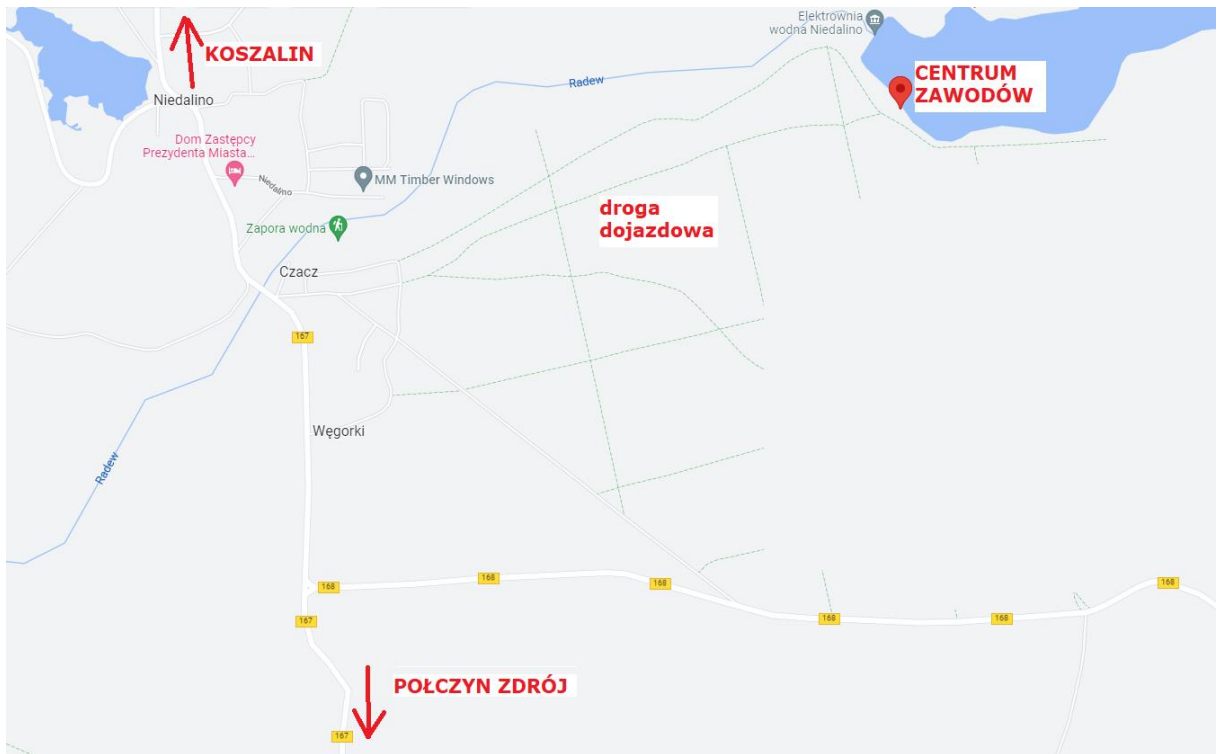 Elektrownia
wodna Niedalino
KOSZALIN
CENTRUM
ZAWODÓW
Radew
Niedalino
Dom Zastępcy
Prezydenta Miasta...
MM Timber Windows
Niedalino
droga
dojazdowa
Zapora wodna
Czacz
167
Węgorki
Radew
168
168
168
168
168
168
167
POŁCZYN ZDRÓJ
167